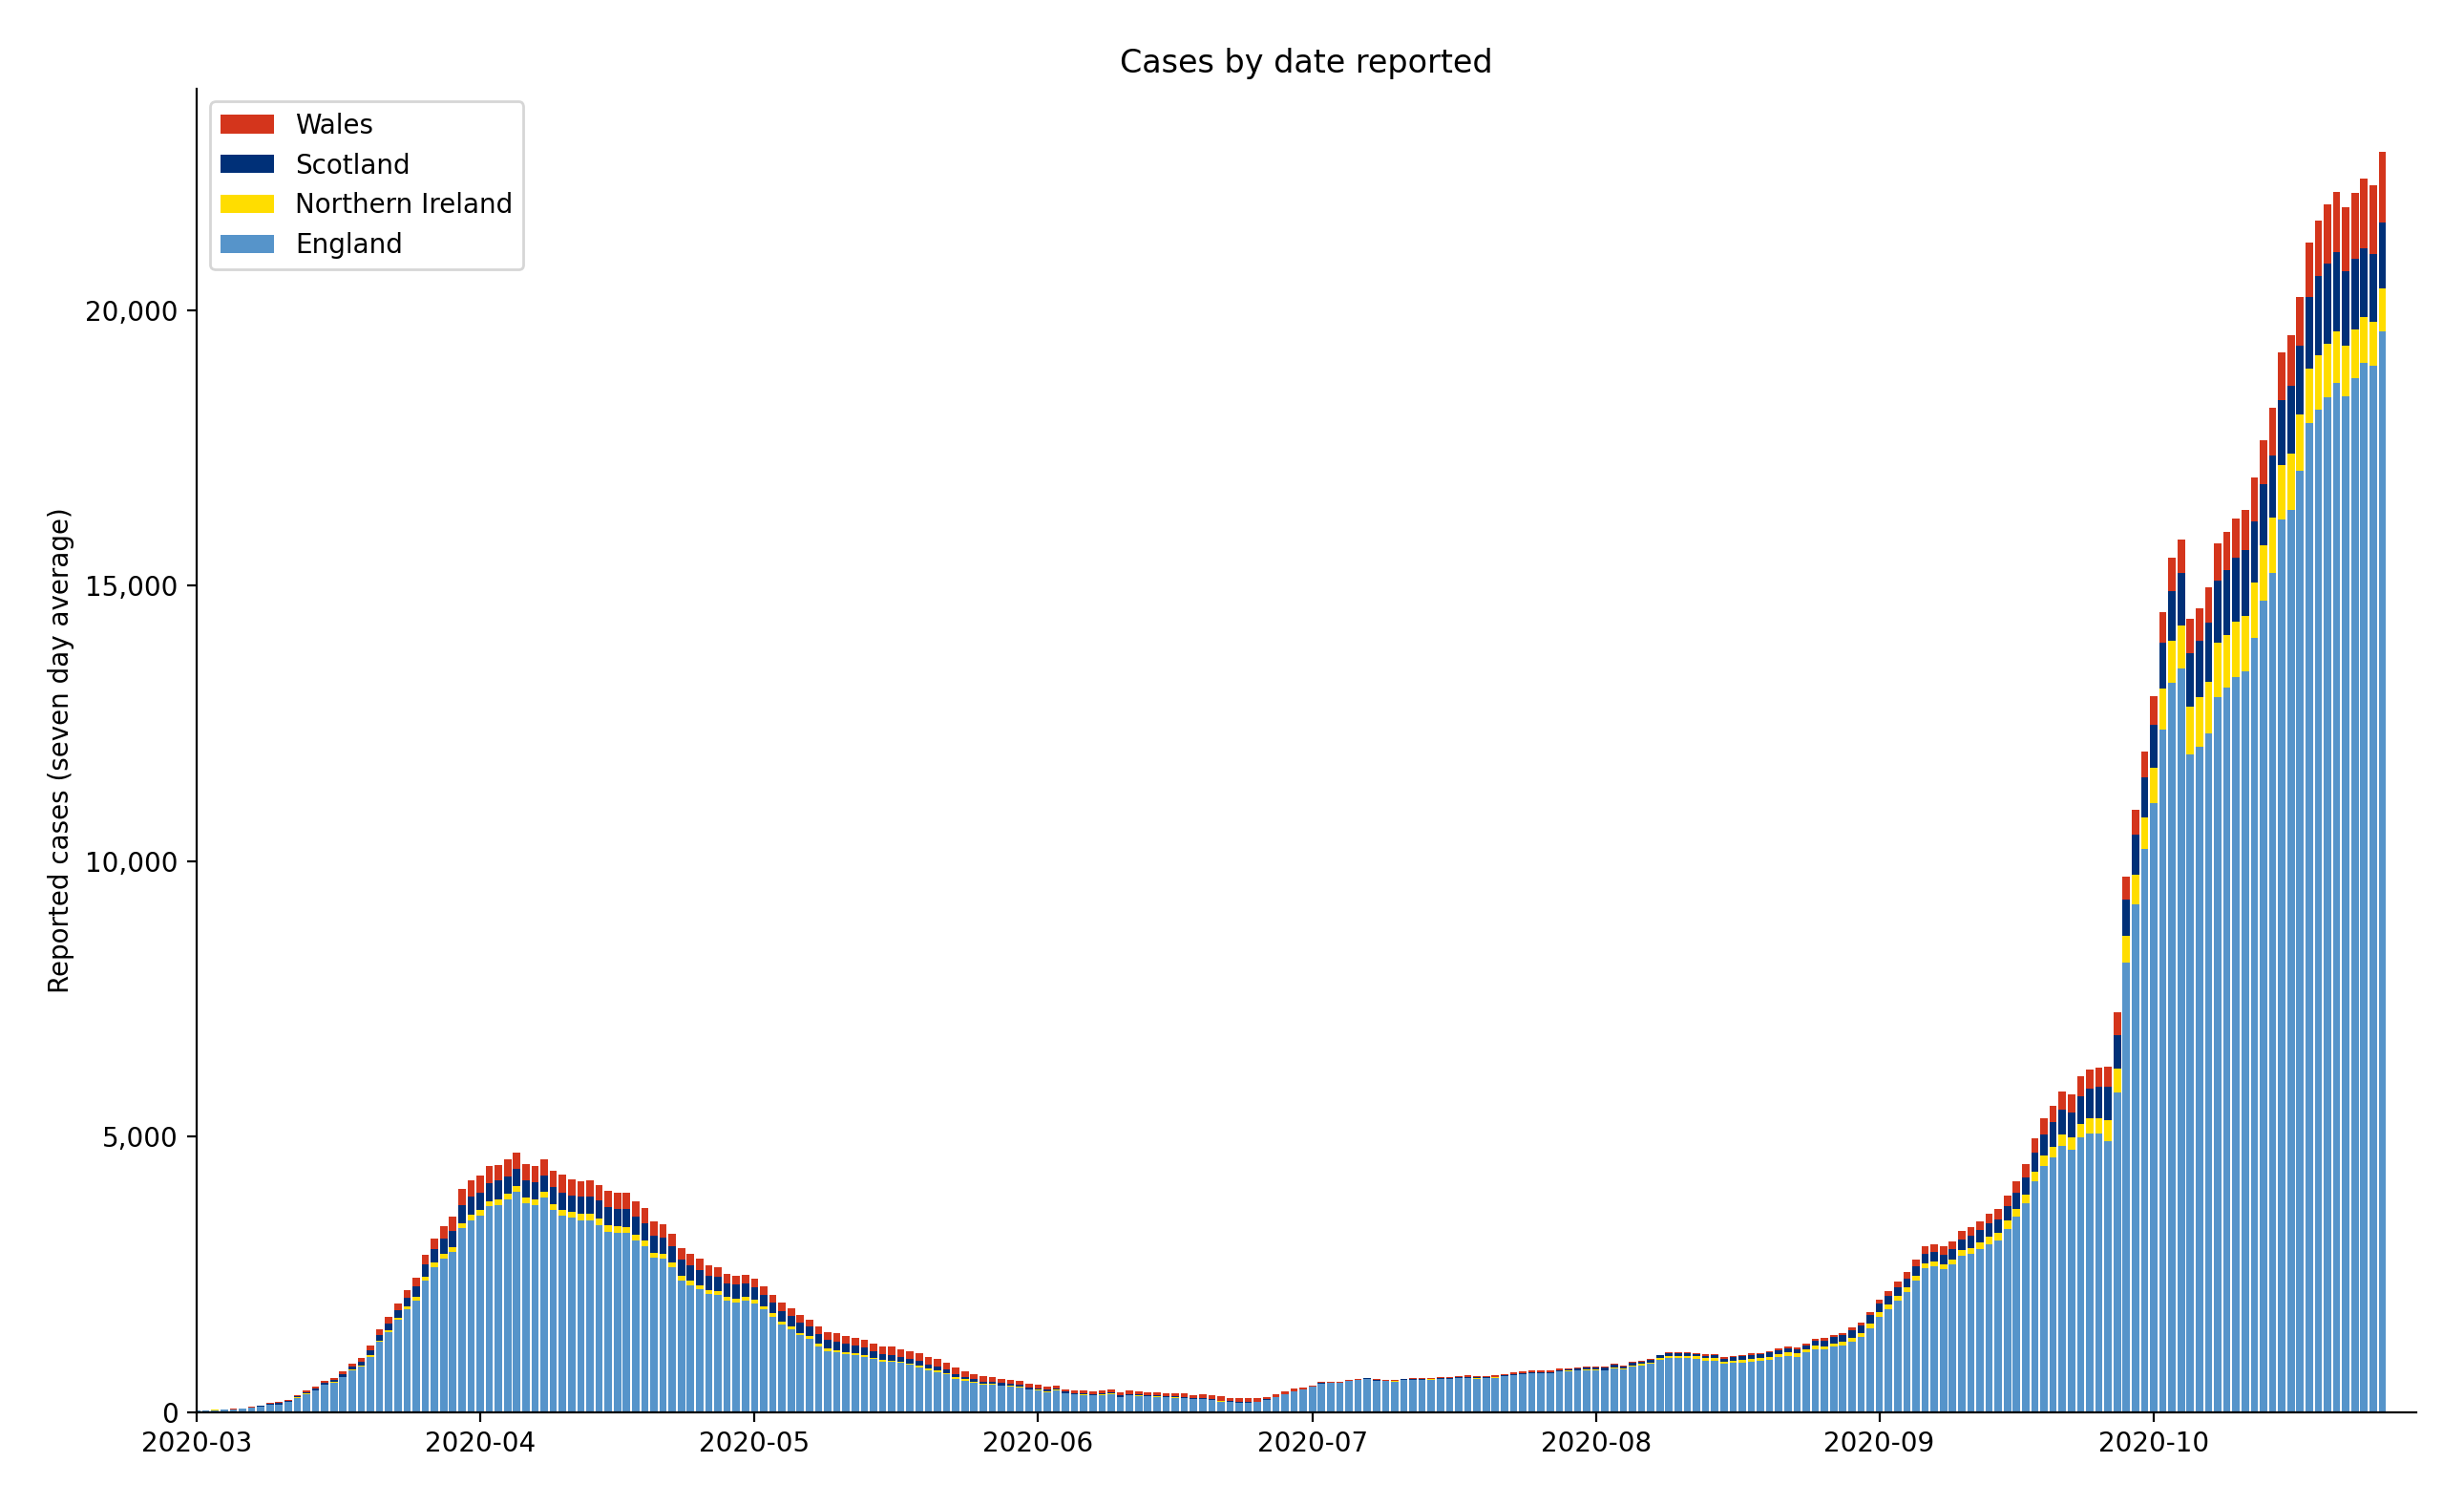 Cases by date reported
Wales
Scotland
Northern Ireland
England
Reported cases (seven day average)
20,000
15,000
10,000
5,000
0
2020-03 2020-04 2020-05 2020-06 2020-07 2020-08 2020-09 2020-10